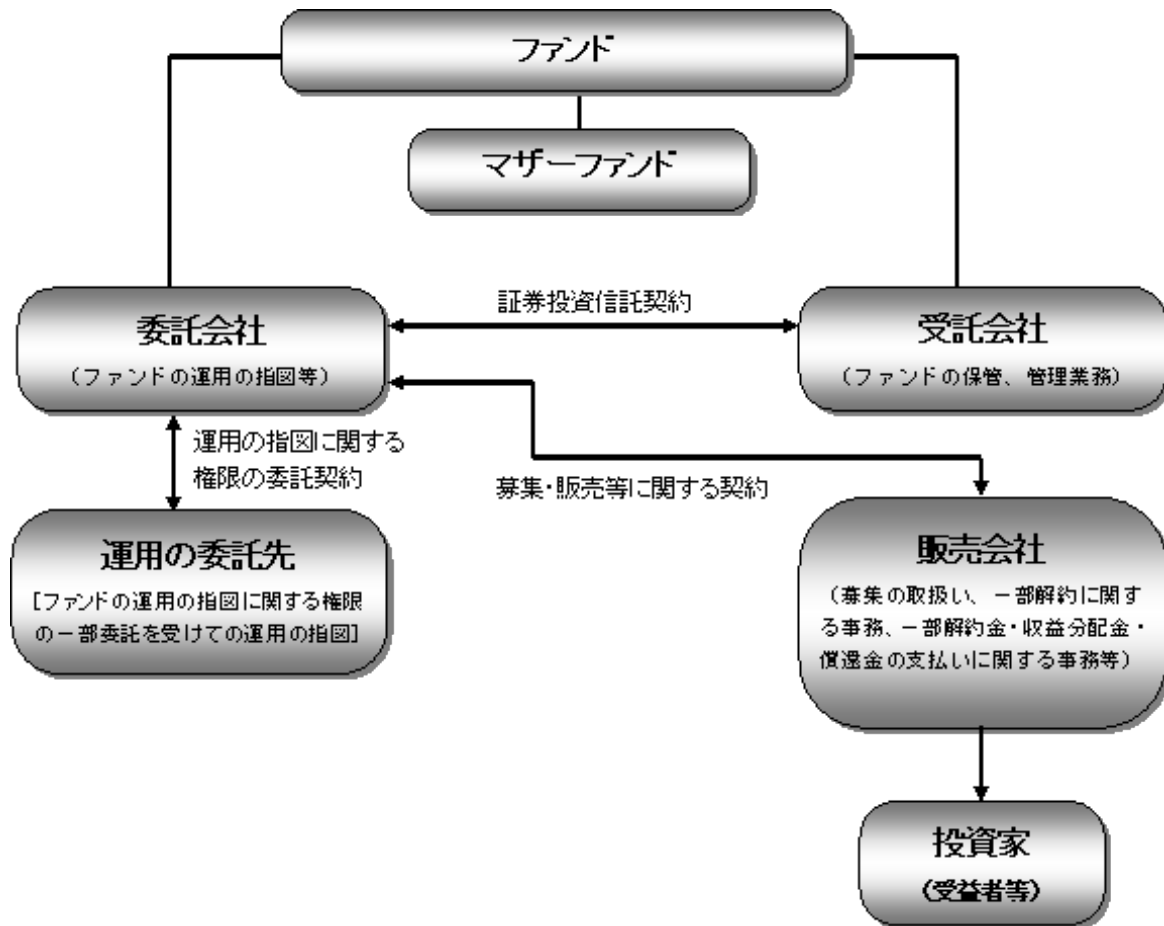 ファンド
マザーファンド
証券投資信託契約
委託会社
（ファンドの運用の指図等）
受託会社
（ファンドの保管、管理業務）
運用の指図に関する
権限の委託契約
募集・販売等に関する契約
運用の委託先
［ファンドの運用の指図に関する権限
の一部委託を受けての運用の指図］
販売会社
（募集の取扱い、一部解約に関す
る事務、一部解約金・収益分配金・
償還金の支払いに関する事務等）
投資家
（受益者等）